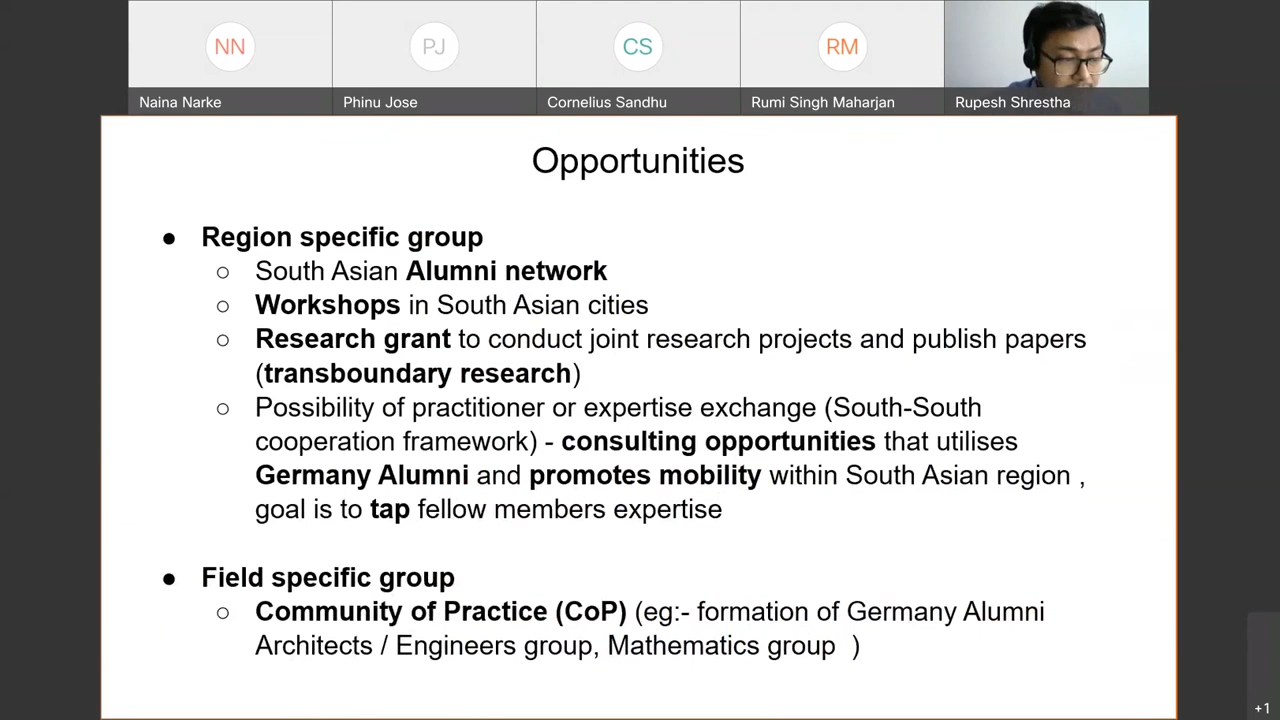 NN
PJ
CS
RM
Naina Narke
Phinu Jose
Cornelius Sandhu
Rumi Singh Maharjan
Rupesh Shrestha
Opportunities
● Region specific group
○ South Asian Alumni network
○ Workshops in South Asian cities
○ Research grant to conduct joint research projects and publish papers
(transboundary research)
○ Possibility of practitioner or expertise exchange (South-South
cooperation framework) - consulting opportunities that utilises
Germany Alumni and promotes mobility within South Asian region ,
goal is to tap fellow members expertise
● Field specific group
○ Community of Practice (CoP) (eg:- formation of Germany Alumni
Architects / Engineers group, Mathematics group )
+1